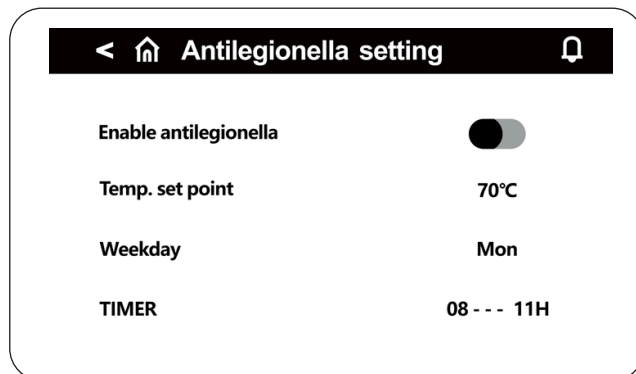 < Antilegionella setting
Enable antilegionella
Temp. set point 70℃
Weekday Mon
TIMER 08 - - - 11H